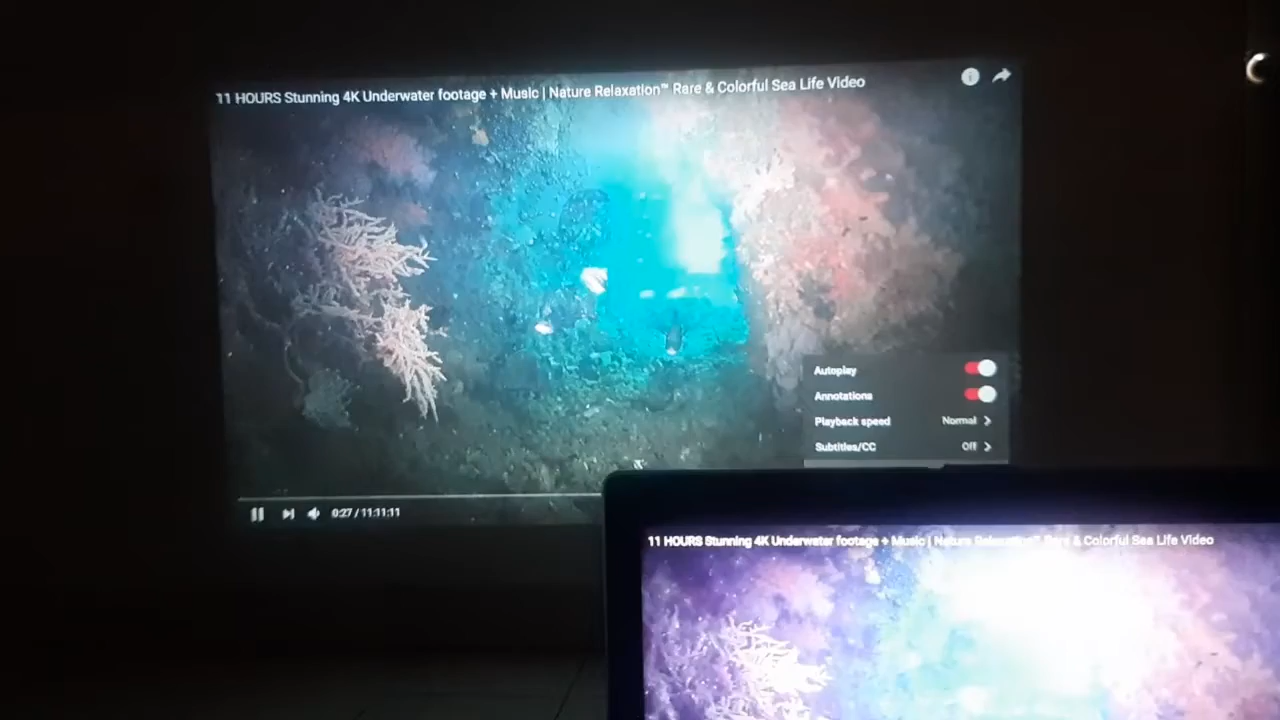 11 HOURS Stunning 4K Underwater footage + Music | Nature Relaxation™ Rare & Colorful Sea Life Video
Autoplay
Annotations
Playback speed Normal
Subtitles/CC Off
0:27 / 11:11:11
11 HOURS Stunning 4K Underwater footage + Music | Nature Relaxation™ Rare & Colorful Sea Life Video